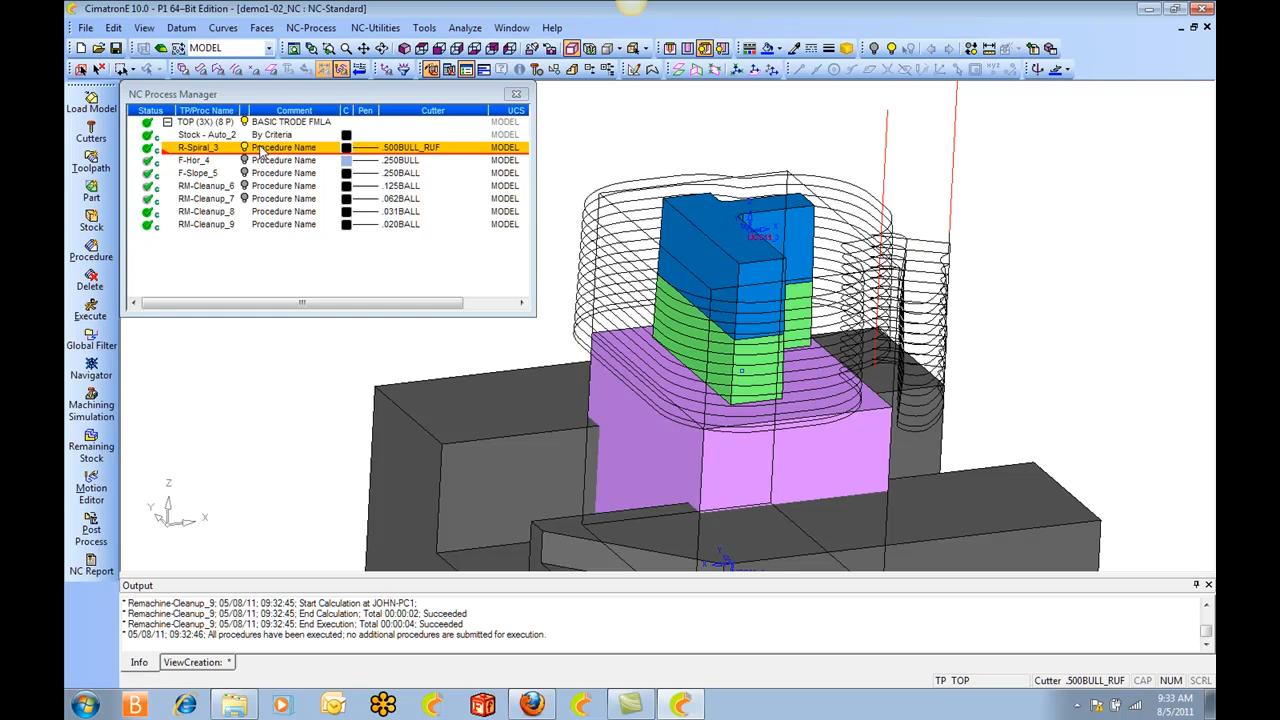 CimatronE 10.0 - P1 64-Bit Edition - [demo1-02_NC : NC-Standard]
File Edit View Datum Curves Faces NC-Process NC-Utilities Tools Analyze Window Help
MODEL
NC Process Manager
Status TP/Proc Name Comment C Pen Cutter UCS
TOP (3X) (8 P) BASIC TRODE FMLA MODEL
Stock - Auto_2 By Criteria MODEL
R-Spiral_3 Procedure Name .500BULL_RUF MODEL
F-Hor_4 Procedure Name .250BULL MODEL
F-Slope_5 Procedure Name .250BALL MODEL
RM-Cleanup_6 Procedure Name .125BALL MODEL
RM-Cleanup_7 Procedure Name .062BALL MODEL
RM-Cleanup_8 Procedure Name .031BALL MODEL
RM-Cleanup_9 Procedure Name .020BALL MODEL
Load Model
Cutters
Toolpath
Part
Stock
Procedure
Delete
Execute
Global Filter
Navigator
Machining
Simulation
Remaining
Stock
Motion
Editor
Post
Process
NC Report
X
Z
Y
X
Y
X
Output
* Remachine-Cleanup_9; 05/08/11; 09:32:45; Start Calculation at JOHN-PC1;
* Remachine-Cleanup_9; 05/08/11; 09:32:45; End Calculation; Total 00:00:02; Succeeded
* Remachine-Cleanup_9; 05/08/11; 09:32:45; End Execution; Total 00:00:04; Succeeded
* 05/08/11; 09:32:46; All procedures have been executed; no additional procedures are submitted for execution.
Info ViewCreation: *
TP TOP Cutter .500BULL_RUF CAP NUM SCRL
9:33 AM
8/5/2011